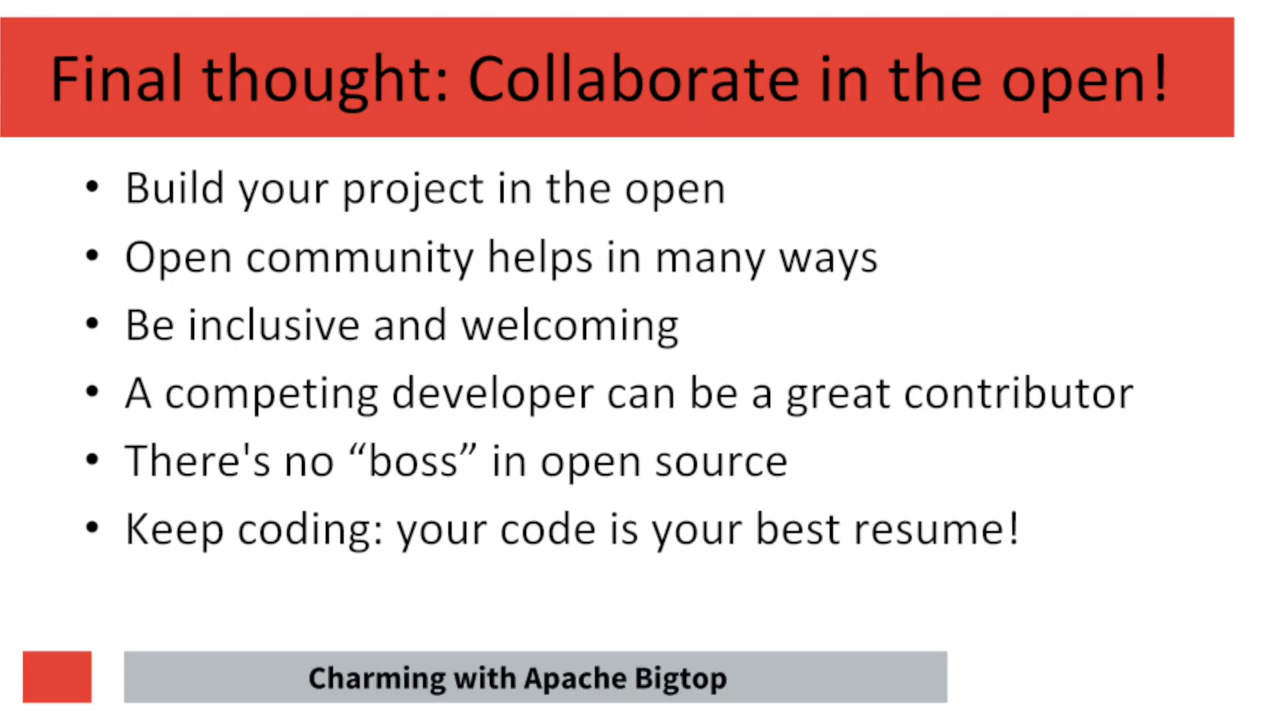 Final thought: Collaborate in the open!
• Build your project in the open
• Open community helps in many ways
• Be inclusive and welcoming
• A competing developer can be a great contributor
• There's no “boss” in open source
• Keep coding: your code is your best resume!
Charming with Apache Bigtop